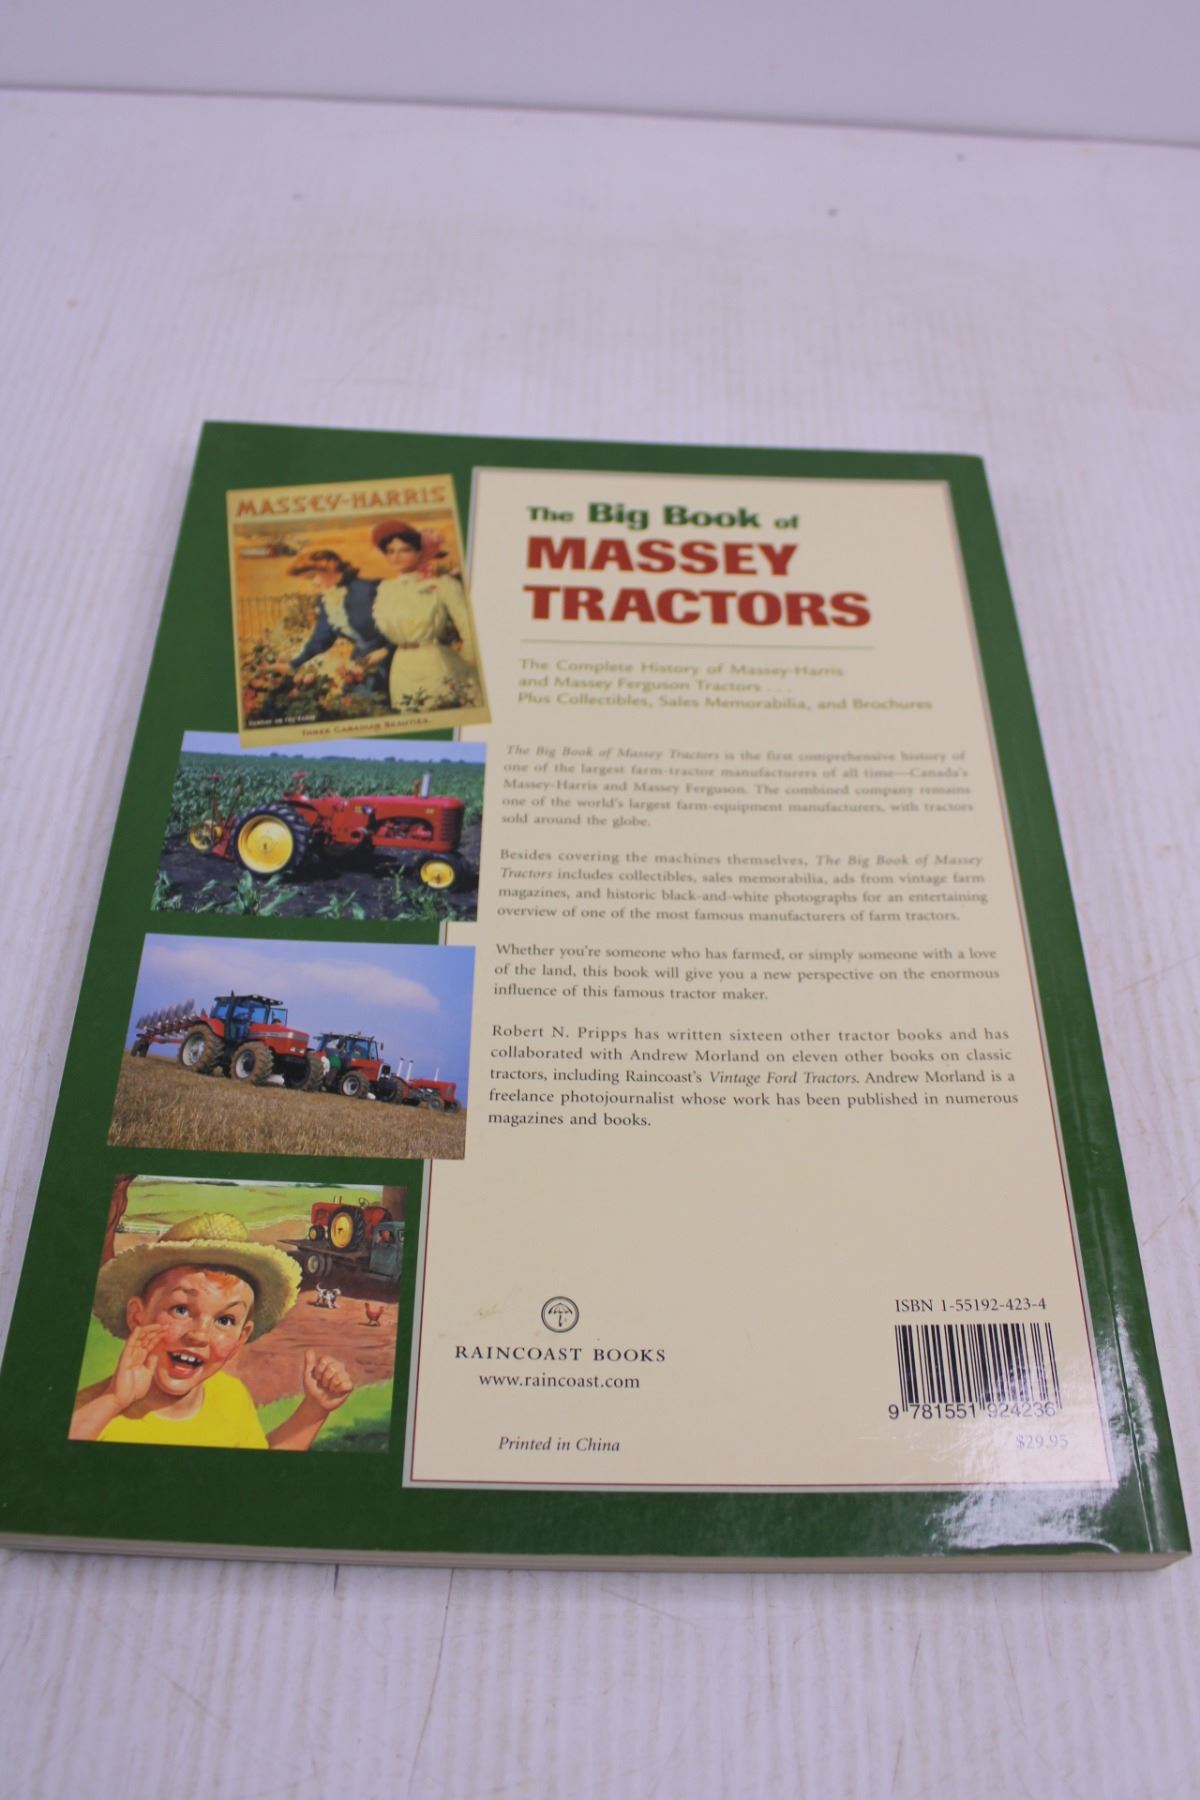 MASSEY-HARRIS
THREE CANADIAN BEAUTIES.
The Big Book of
MASSEY
TRACTORS
The Complete History of Massey-Harris
and Massey Ferguson Tractors . . .
Plus Collectibles, Sales Memorabilia, and Brochures
The Big Book of Massey Tractors is the first comprehensive history of
one of the largest farm-tractor manufacturers of all time—Canada's
Massey-Harris and Massey Ferguson. The combined company remains
one of the world's largest farm-equipment manufacturers, with tractors
sold around the globe.
Besides covering the machines themselves, The Big Book of Massey
Tractors includes collectibles, sales memorabilia, ads from vintage farm
magazines, and historic black-and-white photographs for an entertaining
overview of one of the most famous manufacturers of farm tractors.
Whether you're someone who has farmed, or simply someone with a love
of the land, this book will give you a new perspective on the enormous
influence of this famous tractor maker.
Robert N. Pripps has written sixteen other tractor books and has
collaborated with Andrew Morland on eleven other books on classic
tractors, including Raincoast's Vintage Ford Tractors. Andrew Morland is a
freelance photojournalist whose work has been published in numerous
magazines and books.
RAINCOAST BOOKS
www.raincoast.com
Printed in China
ISBN 1-55192-423-4
9 781551 924236
$29.95